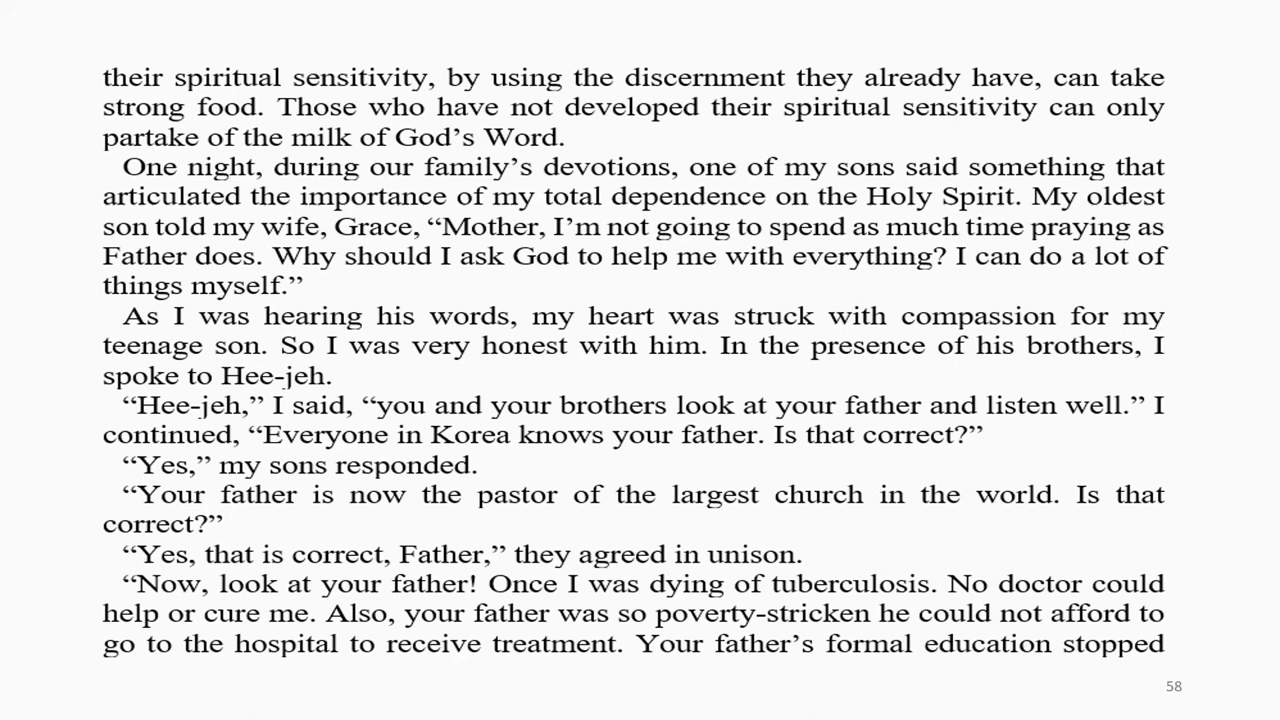 their spiritual sensitivity, by using the discernment they already have, can take
strong food. Those who have not developed their spiritual sensitivity can only
partake of the milk of God’s Word.
One night, during our family’s devotions, one of my sons said something that
articulated the importance of my total dependence on the Holy Spirit. My oldest
son told my wife, Grace, “Mother, I’m not going to spend as much time praying as
Father does. Why should I ask God to help me with everything? I can do a lot of
things myself.”
As I was hearing his words, my heart was struck with compassion for my
teenage son. So I was very honest with him. In the presence of his brothers, I
spoke to Hee-jeh.
“Hee-jeh,” I said, “you and your brothers look at your father and listen well.” I
continued, “Everyone in Korea knows your father. Is that correct?”
“Yes,” my sons responded.
“Your father is now the pastor of the largest church in the world. Is that
correct?”
“Yes, that is correct, Father,” they agreed in unison.
“Now, look at your father! Once I was dying of tuberculosis. No doctor could
help or cure me. Also, your father was so poverty-stricken he could not afford to
go to the hospital to receive treatment. Your father’s formal education stopped
58